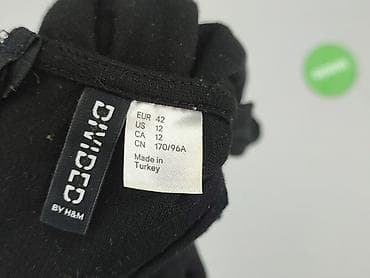 DIVIDED
BY H&M
EUR 42
US 12
CA 12
CN 170/96A
Made in
Turkey